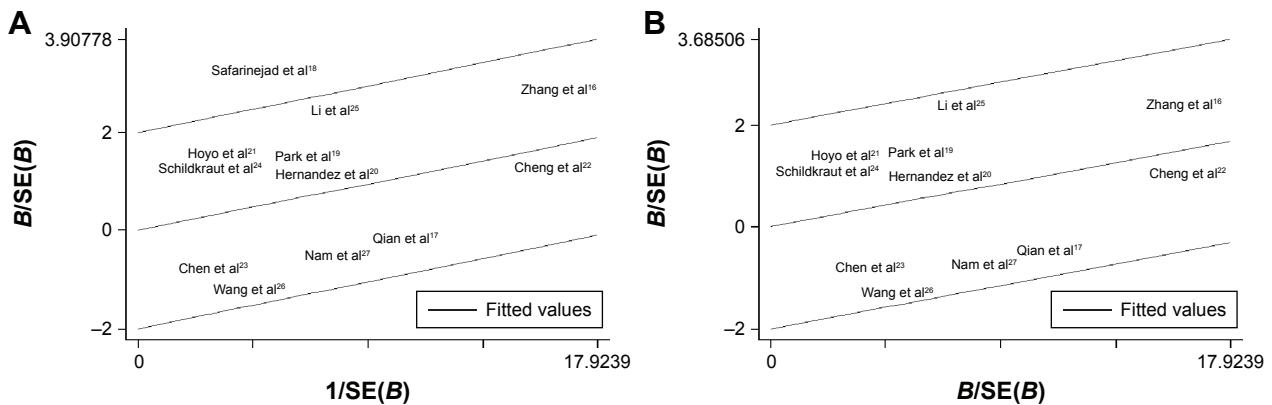 A
3.90778
2
0
–2
B/SE(B)
Safarinejad et al18
Zhang et al16
Li et al25
Hoyo et al21
Park et al19
Schildkraut et al24
Hernandez et al20
Cheng et al22
Qian et al17
Nam et al27
Chen et al23
Wang et al26
Fitted values
0
17.9239
1/SE(B)
B
3.68506
2
0
–2
B/SE(B)
Li et al25
Zhang et al16
Hoyo et al21
Park et al19
Schildkraut et al24
Hernandez et al20
Cheng et al22
Qian et al17
Nam et al27
Chen et al23
Wang et al26
Fitted values
0
17.9239
B/SE(B)